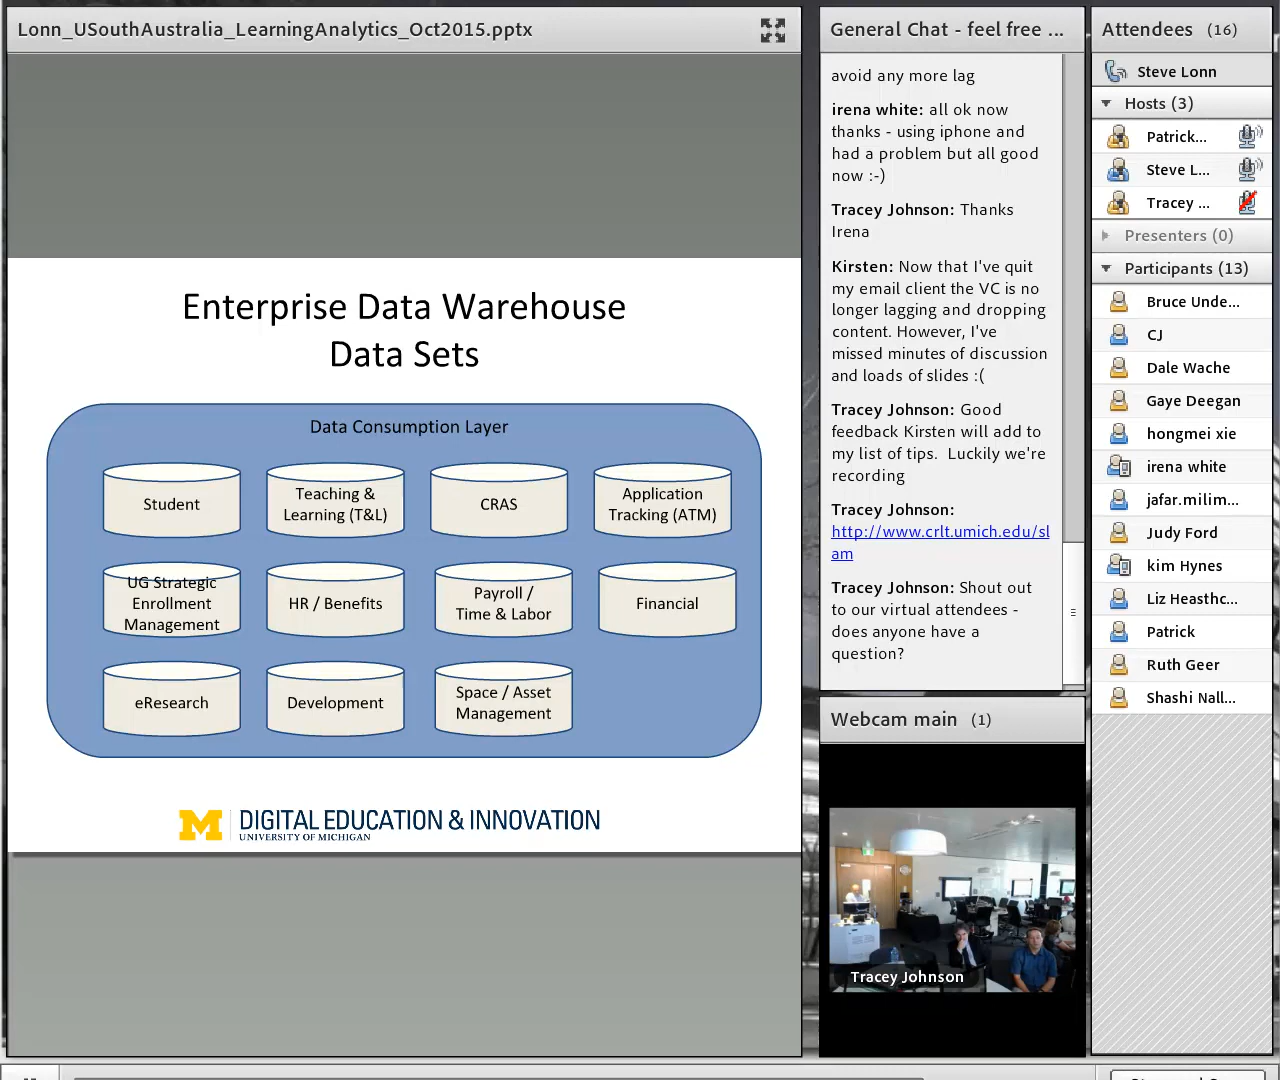 Lonn_USouthAustralia_LearningAnalytics_Oct2015.pptx
Enterprise Data Warehouse
Data Sets
Data Consumption Layer
Student
Teaching &
Learning (T&L)
CRAS
Application
Tracking (ATM)
UG Strategic
Enrollment
Management
HR / Benefits
Payroll /
Time & Labor
Financial
eResearch
Development
Space / Asset
Management
M
DIGITAL EDUCATION & INNOVATION
UNIVERSITY OF MICHIGAN
General Chat - feel free ...
avoid any more lag
irena white: all ok now
thanks - using iphone and
had a problem but all good
now :-)
Tracey Johnson: Thanks
Irena
Kirsten: Now that I've quit
my email client the VC is no
longer lagging and dropping
content. However, I've
missed minutes of discussion
and loads of slides :(
Tracey Johnson: Good
feedback Kirsten will add to
my list of tips.  Luckily we're
recording
Tracey Johnson:
http://www.crlt.umich.edu/sl
am
Tracey Johnson: Shout out
to our virtual attendees -
does anyone have a
question?
Webcam main (1)
Tracey Johnson
Attendees (16)
Steve Lonn
Hosts (3)
Patrick...
Steve L...
Tracey ...
Presenters (0)
Participants (13)
Bruce Unde...
CJ
Dale Wache
Gaye Deegan
hongmei xie
irena white
jafar.milim...
Judy Ford
kim Hynes
Liz Heasthc...
Patrick
Ruth Geer
Shashi Nall...